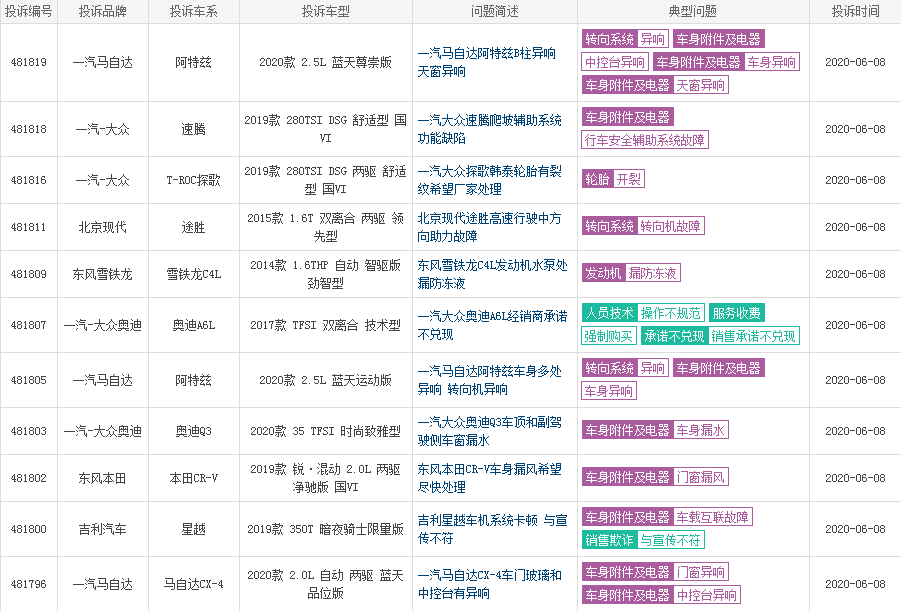 投诉编号 投诉品牌 投诉车系 投诉车型 问题简述 典型问题 投诉时间
481819 一汽马自达 阿特兹 2020款 2.5L 蓝天尊崇版 一汽马自达阿特兹B柱异响 天窗异响 转向系统 异响 车身附件及电器 中控台异响 车身附件及电器 车身异响 车身附件及电器 天窗异响 2020-06-08
481818 一汽-大众 速腾 2019款 280TSI DSG 舒适型 国VI 一汽大众速腾爬坡辅助系统功能缺陷 车身附件及电器 行车安全辅助系统故障 2020-06-08
481816 一汽-大众 T-ROC探歌 2019款 280TSI DSG 两驱 舒适型 国VI 一汽大众探歌韩泰轮胎有裂纹希望厂家处理 轮胎 开裂 2020-06-08
481811 北京现代 途胜 2015款 1.6T 双离合 两驱 领先型 北京现代途胜高速行驶中方向助力故障 转向系统 转向机故障 2020-06-08
481809 东风雪铁龙 雪铁龙C4L 2014款 1.6THP 自动 智驱版 劲智型 东风雪铁龙C4L发动机水泵处漏防冻液 发动机 漏防冻液 2020-06-08
481807 一汽-大众奥迪 奥迪A6L 2017款 TFSI 双离合 技术型 一汽大众奥迪A6L经销商承诺不兑现 人员技术 操作不规范 服务收费 强制购买 承诺不兑现 销售承诺不兑现 2020-06-08
481805 一汽马自达 阿特兹 2020款 2.5L 蓝天运动版 一汽马自达阿特兹车身多处异响 转向机异响 转向系统 异响 车身附件及电器 车身异响 2020-06-08
481803 一汽-大众奥迪 奥迪Q3 2020款 35 TFSI 时尚致雅型 一汽大众奥迪Q3车顶和副驾驶侧车窗漏水 车身附件及电器 车身漏水 2020-06-08
481802 东风本田 本田CR-V 2019款 锐·混动 2.0L 两驱 净驰版 国VI 东风本田CR-V车身漏风希望尽快处理 车身附件及电器 门窗漏风 2020-06-08
481800 吉利汽车 星越 2019款 350T 暗夜骑士限量版 吉利星越车机系统卡顿 与宣传不符 车身附件及电器 车载互联故障 销售欺诈 与宣传不符 2020-06-08
481796 一汽马自达 马自达CX-4 2020款 2.0L 自动 两驱 蓝天品位版 一汽马自达CX-4车门玻璃和中控台有异响 车身附件及电器 门窗异响 车身附件及电器 中控台异响 2020-06-08